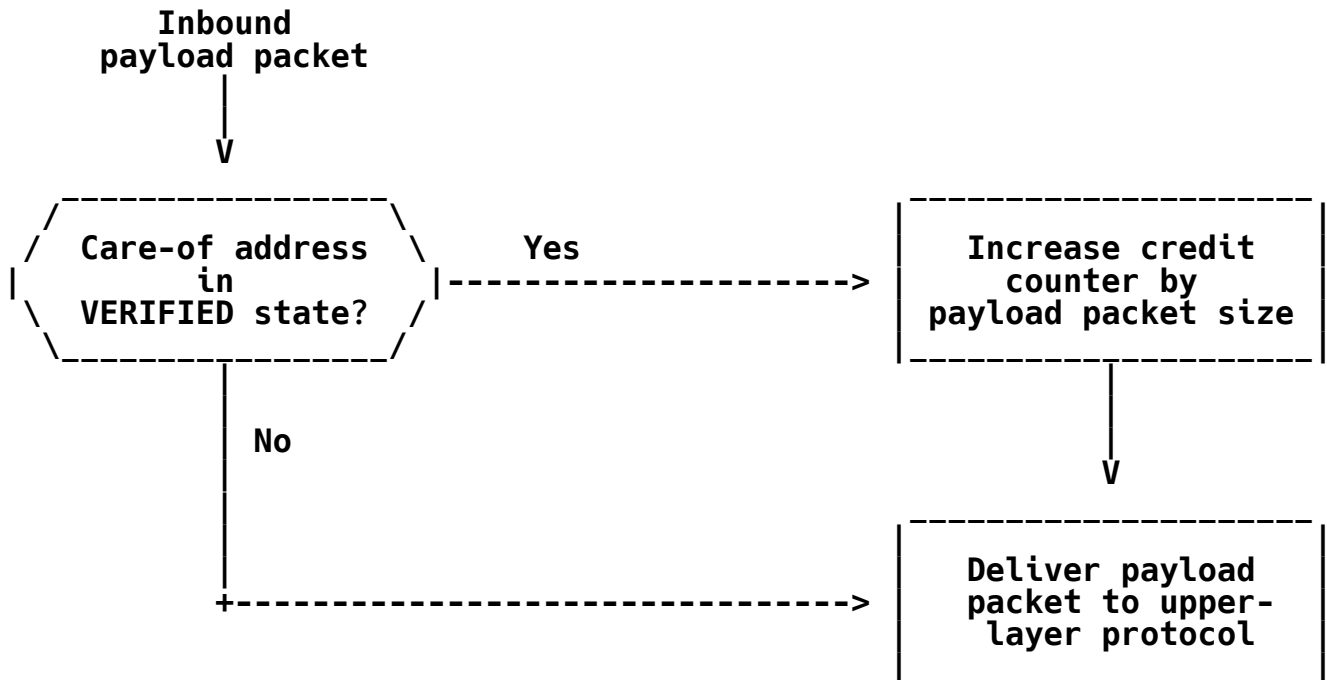 Inbound
payload packet
Care-of address
in
VERIFIED state?
Yes
Increase credit
counter by
payload packet size
No
Deliver payload
packet to upper-
layer protocol